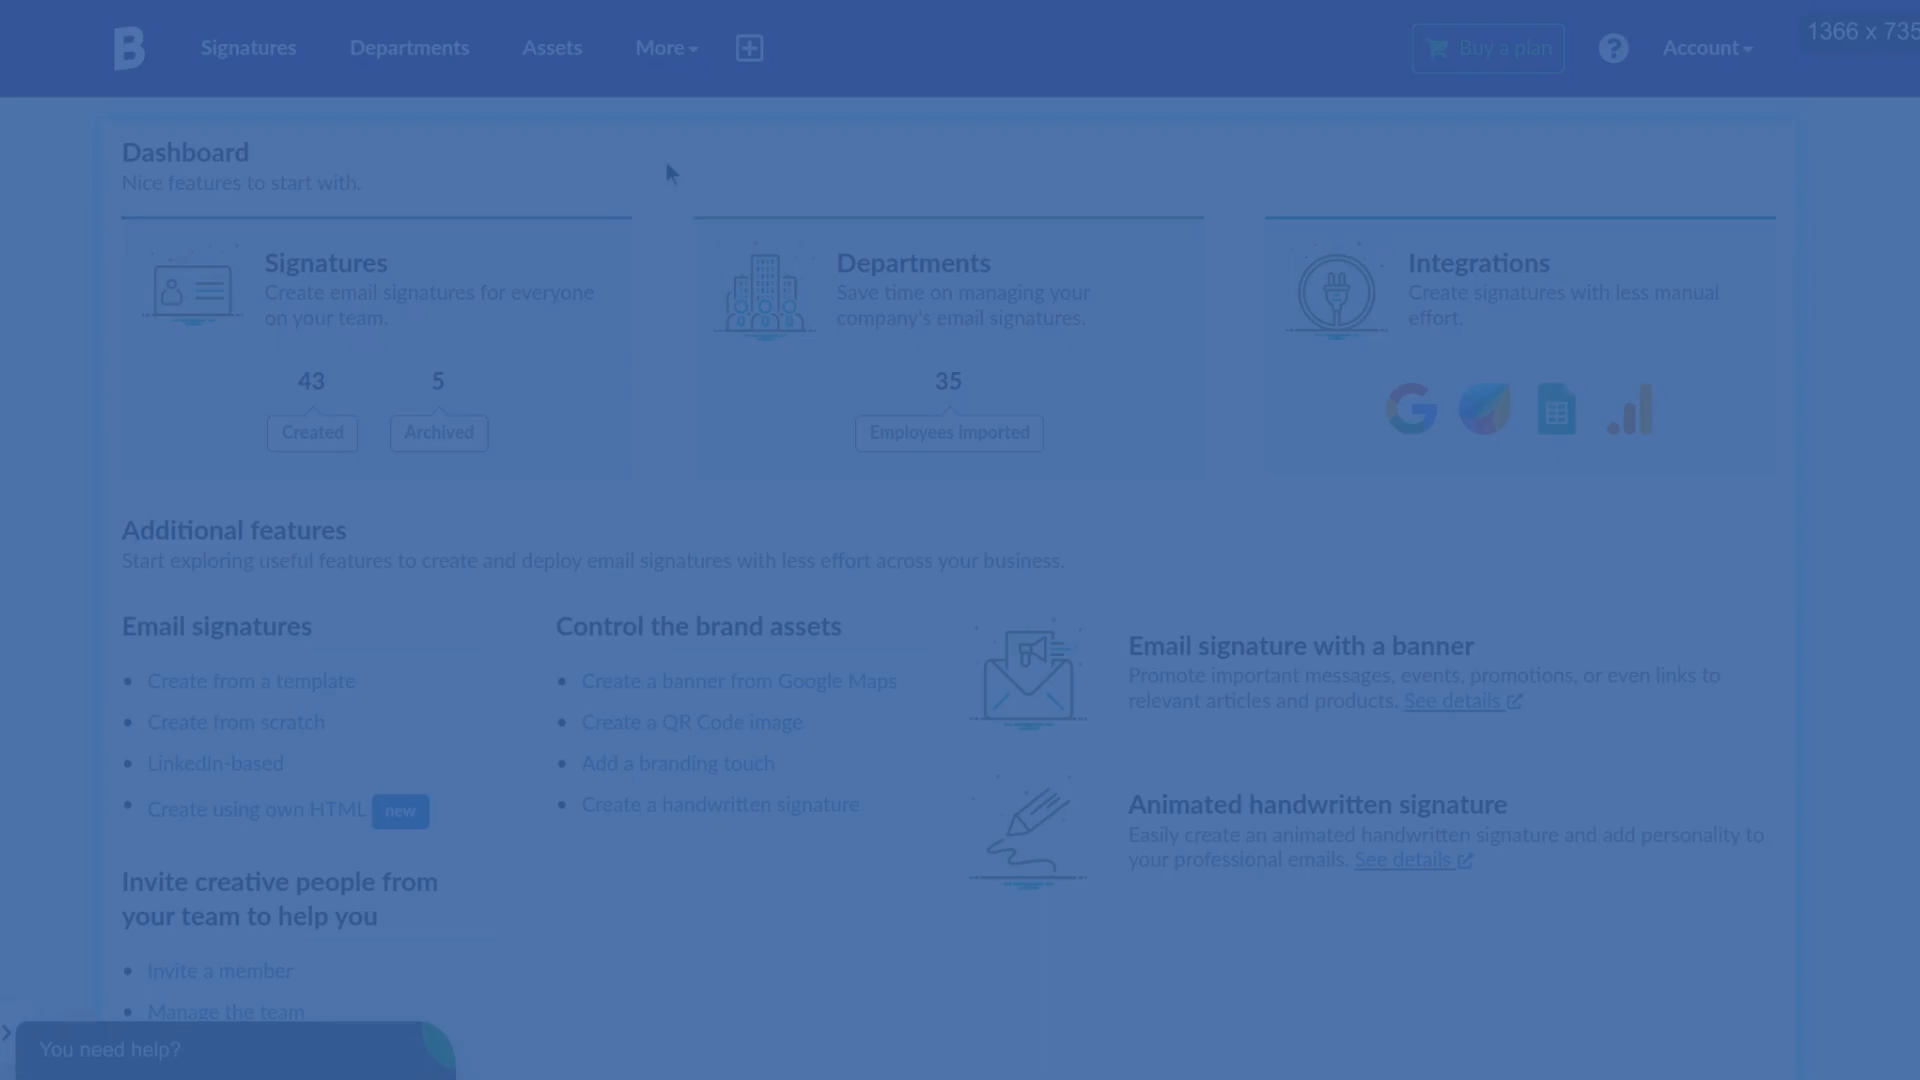 B
Signatures
Departments
Assets
More
Buy a plan
?
Account
1366 x 735
Dashboard
Nice features to start with.
Signatures
Create email signatures for everyone
on your team.
43
5
Created
Archived
Departments
Save time on managing your
company's email signatures.
35
Employees imported
Integrations
Create signatures with less manual
effort.
Additional features
Start exploring useful features to create and deploy email signatures with less effort across your business.
Email signatures
• Create from a template
• Create from scratch
• LinkedIn-based
• Create using own HTML new
Invite creative people from
your team to help you
• Invite a member
• Manage the team
Control the brand assets
• Create a banner from Google Maps
• Create a QR Code image
• Add a branding touch
• Create a handwritten signature
Email signature with a banner
Promote important messages, events, promotions, or even links to
relevant articles and products. See details
Animated handwritten signature
Easily create an animated handwritten signature and add personality to
your professional emails. See details
You need help?